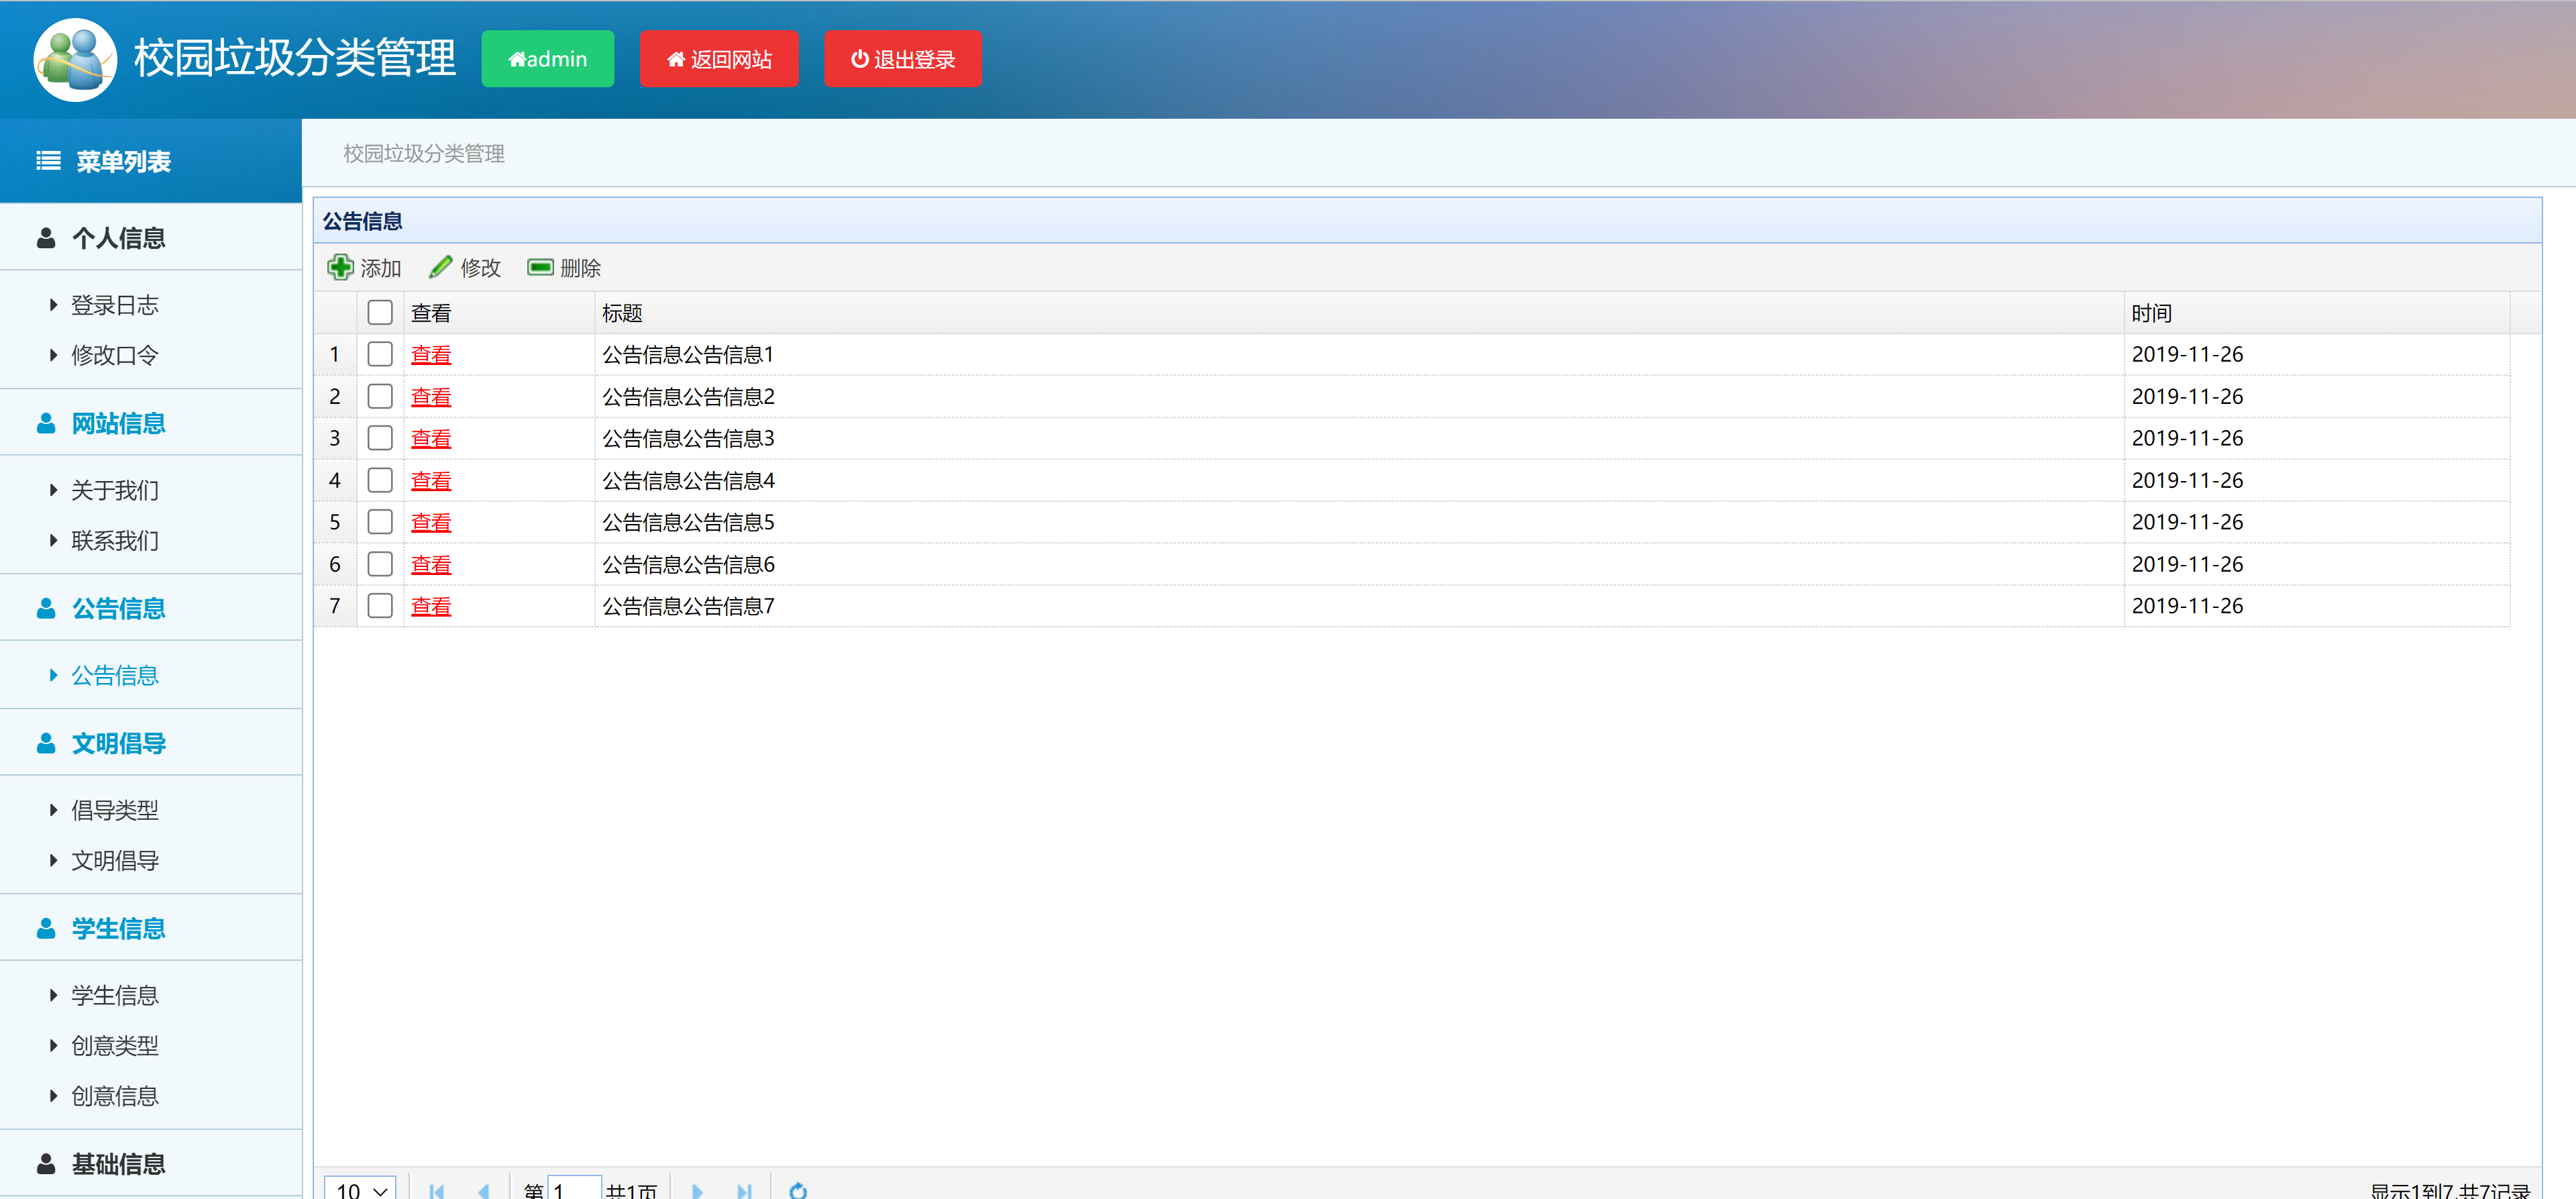 校园垃圾分类管理 admin 返回网站 退出登录
菜单列表
校园垃圾分类管理
个人信息
登录日志
修改口令
网站信息
关于我们
联系我们
公告信息
公告信息
文明倡导
倡导类型
文明倡导
学生信息
学生信息
创意类型
创意信息
基础信息
公告信息
添加 修改 删除
查看 标题 时间
1 查看 公告信息公告信息1 2019-11-26
2 查看 公告信息公告信息2 2019-11-26
3 查看 公告信息公告信息3 2019-11-26
4 查看 公告信息公告信息4 2019-11-26
5 查看 公告信息公告信息5 2019-11-26
6 查看 公告信息公告信息6 2019-11-26
7 查看 公告信息公告信息7 2019-11-26
10 第 1 共1页 显示1到7,共7记录